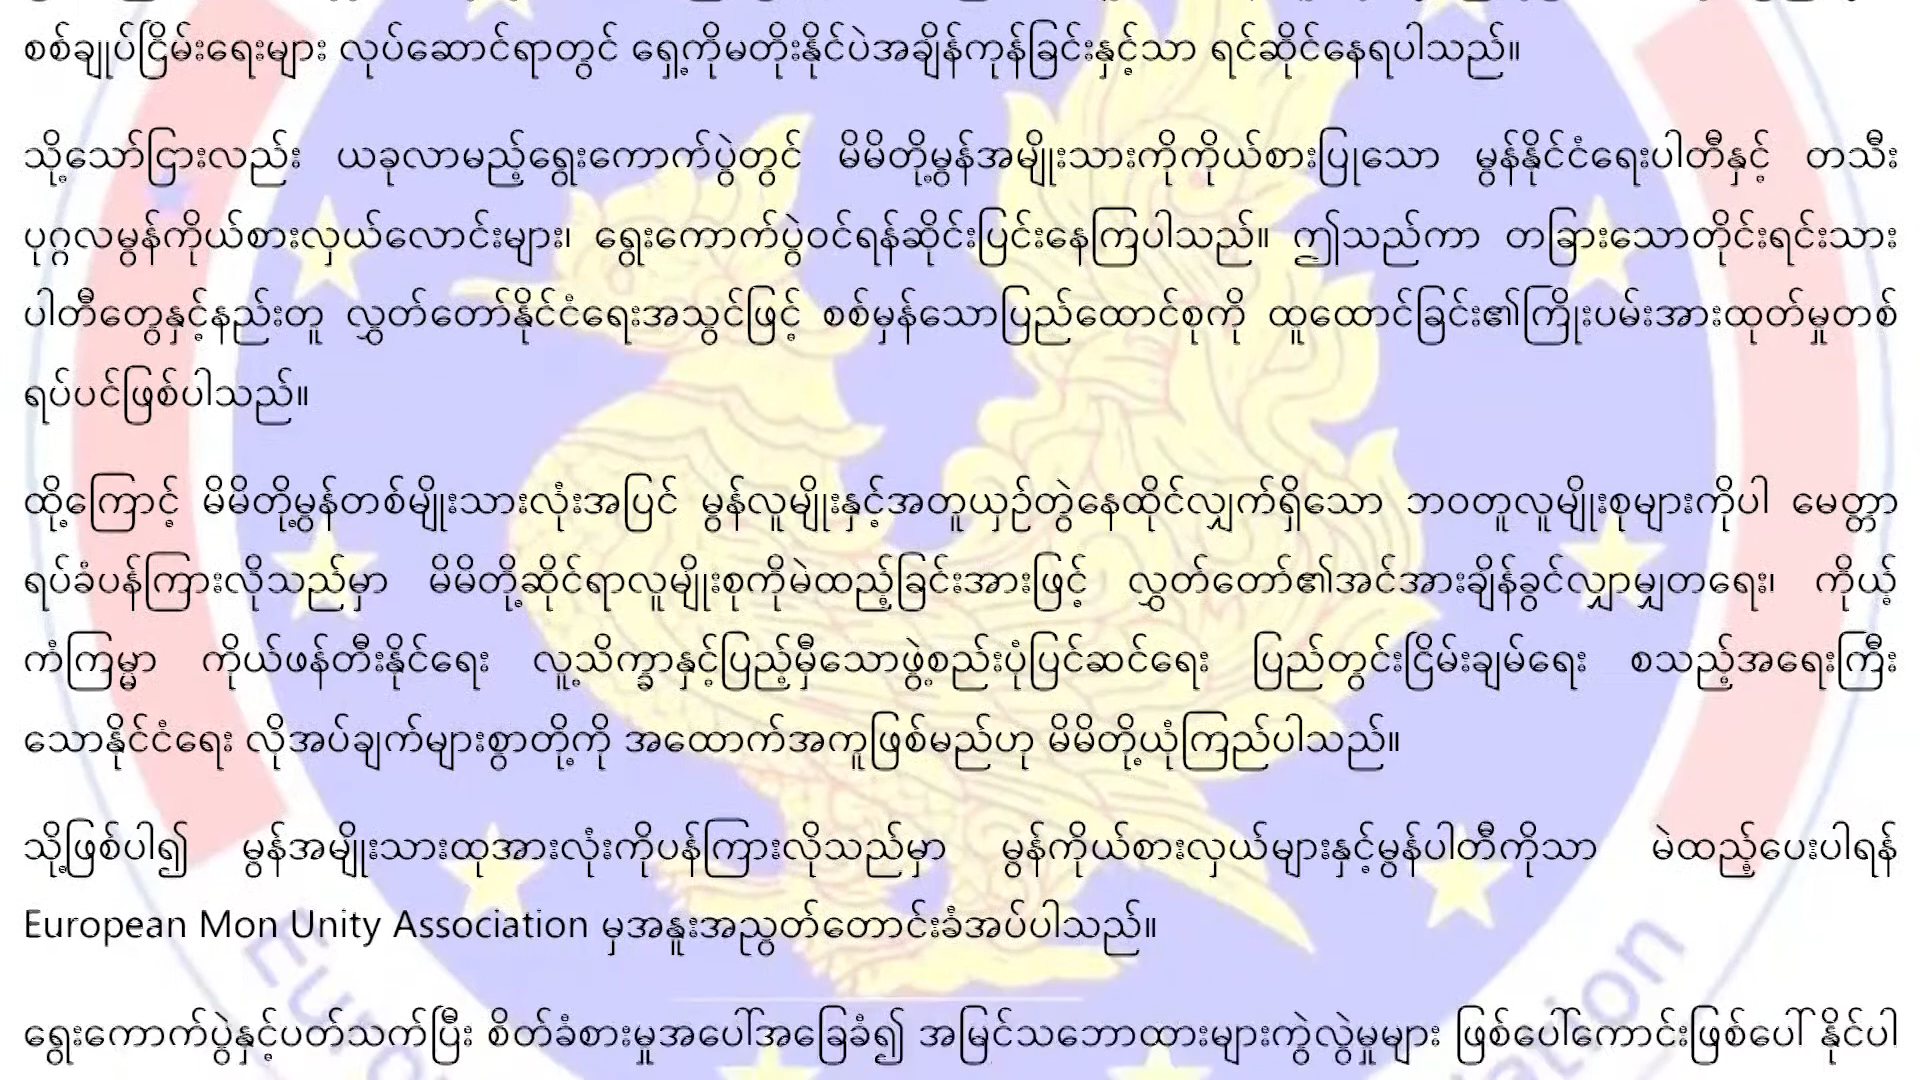 စစ်ချုပ်ငြိမ်းရေးများ လုပ်ဆောင်ရာတွင် ရှေ့ကိုမတိုးနိုင်ပဲအချိန်ကုန်ခြင်းနှင့်သာ ရင်ဆိုင်နေရပါသည်။
သို့သော်ငြားလည်း ယခုလာမည့်ရွေးကောက်ပွဲတွင် မိမိတို့မွန်အမျိုးသားကိုကိုယ်စားပြုသော မွန်နိုင်ငံရေးပါတီနှင့် တသီး
ပုဂ္ဂလမွန်ကိုယ်စားလှယ်လောင်းများ၊ ရွေးကောက်ပွဲဝင်ရန်ဆိုင်းပြင်းနေကြပါသည်။ ဤသည်ကာ တခြားသောတိုင်းရင်းသား
ပါတီတွေနှင့်နည်းတူ လွှတ်တော်နိုင်ငံရေးအသွင်ဖြင့် စစ်မှန်သောပြည်ထောင်စုကို ထူထောင်ခြင်း၏ကြိုးပမ်းအားထုတ်မှုတစ်
ရပ်ပင်ဖြစ်ပါသည်။
ထို့ကြောင့် မိမိတို့မွန်တစ်မျိုးသားလုံးအပြင် မွန်လူမျိုးနှင့်အတူယှဉ်တွဲနေထိုင်လျှက်ရှိသော ဘဝတူလူမျိုးစုများကိုပါ မေတ္တာ
ရပ်ခံပန်ကြားလိုသည်မှာ မိမိတို့ဆိုင်ရာလူမျိုးစုကိုမဲထည့်ခြင်းအားဖြင့် လွှတ်တော်၏အင်အားချိန်ခွင်လျှာမျှတရေး၊ ကိုယ့်
ကံကြမ္မာ ကိုယ်ဖန်တီးနိုင်ရေး လူ့သိက္ခာနှင့်ပြည့်မှီသောဖွဲ့စည်းပုံပြင်ဆင်ရေး ပြည်တွင်းငြိမ်းချမ်ရေး စသည့်အရေးကြီး
သောနိုင်ငံရေး လိုအပ်ချက်များစွာတို့ကို အထောက်အကူဖြစ်မည်ဟု မိမိတို့ယုံကြည်ပါသည်။
သို့ဖြစ်ပါ၍ မွန်အမျိုးသားထုအားလုံးကိုပန်ကြားလိုသည်မှာ မွန်ကိုယ်စားလှယ်များနှင့်မွန်ပါတီကိုသာ မဲထည့်ပေးပါရန်
European Mon Unity Association မှအနူးအညွတ်တောင်းခံအပ်ပါသည်။
ရွေးကောက်ပွဲနှင့်ပတ်သက်ပြီး စိတ်ခံစားမှုအပေါ်အခြေခံ၍ အမြင်သဘောထားများကွဲလွဲမှုများ ဖြစ်ပေါ်ကောင်းဖြစ်ပေါ် နိုင်ပါ